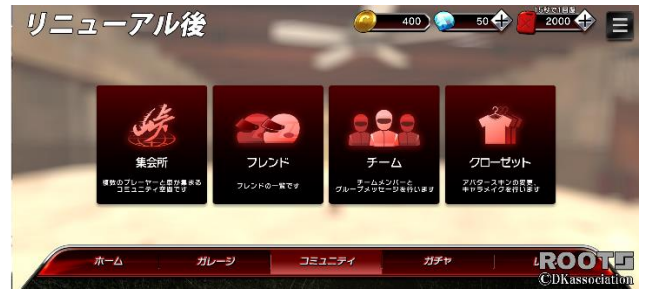 リニューアル後
400
50
15秒で1回復
2000
峠
集会所
複数のプレーヤーと星が集まる
コミュニティ空間です
フレンド
フレンドの一覧です
チーム
チームメンバーと
グループメッセージを行います
クローゼット
アバタースキンの変更、
キャラメイクを行います
ホーム
ガレージ
コミュニティ
ガチャ
ROOTS
©DKassociation